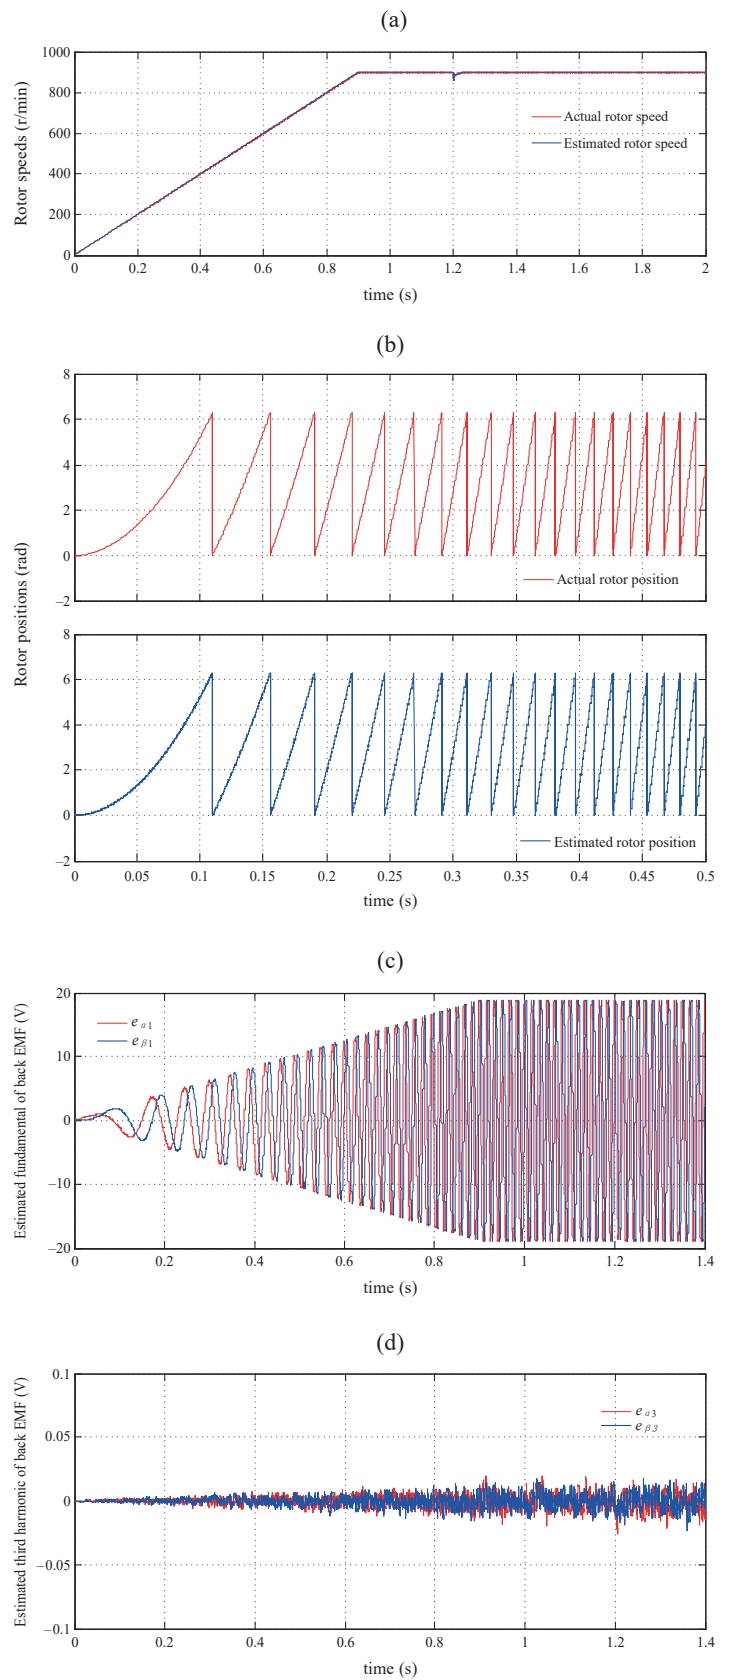 (a)
Rotor speeds (r/min)
1000
800
600
400
200
0
Actual rotor speed
Estimated rotor speed
0 0.2 0.4 0.6 0.8 1 1.2 1.4 1.6 1.8 2
time (s)
(b)
Rotor positions (rad)
8
6
4
2
0
−2
Actual rotor position
8
6
4
2
0
−2
Estimated rotor position
0 0.05 0.1 0.15 0.2 0.25 0.3 0.35 0.4 0.45 0.5
time (s)
(c)
Estimated fundamental of back EMF (V)
20
10
0
−10
−20
e α1
e β1
0 0.2 0.4 0.6 0.8 1 1.2 1.4
time (s)
(d)
Estimated third harmonic of back EMF (V)
0.1
0.05
0
−0.05
−0.1
e α3
e β3
0 0.2 0.4 0.6 0.8 1 1.2 1.4
time (s)